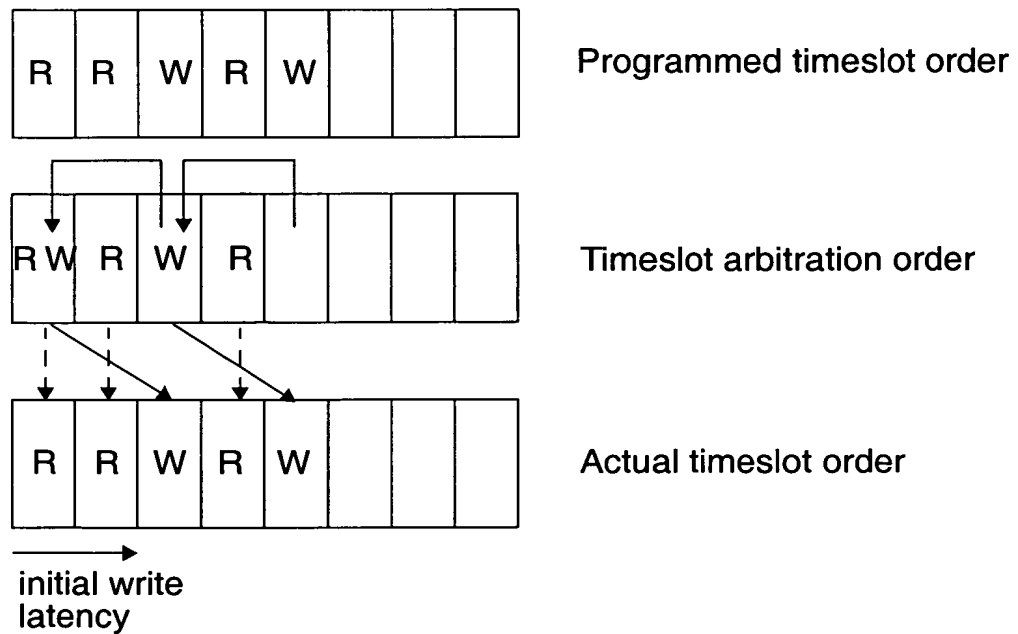 R R W R W Programmed timeslot order
R W R W R Timeslot arbitration order
R R W R W Actual timeslot order
initial write
latency